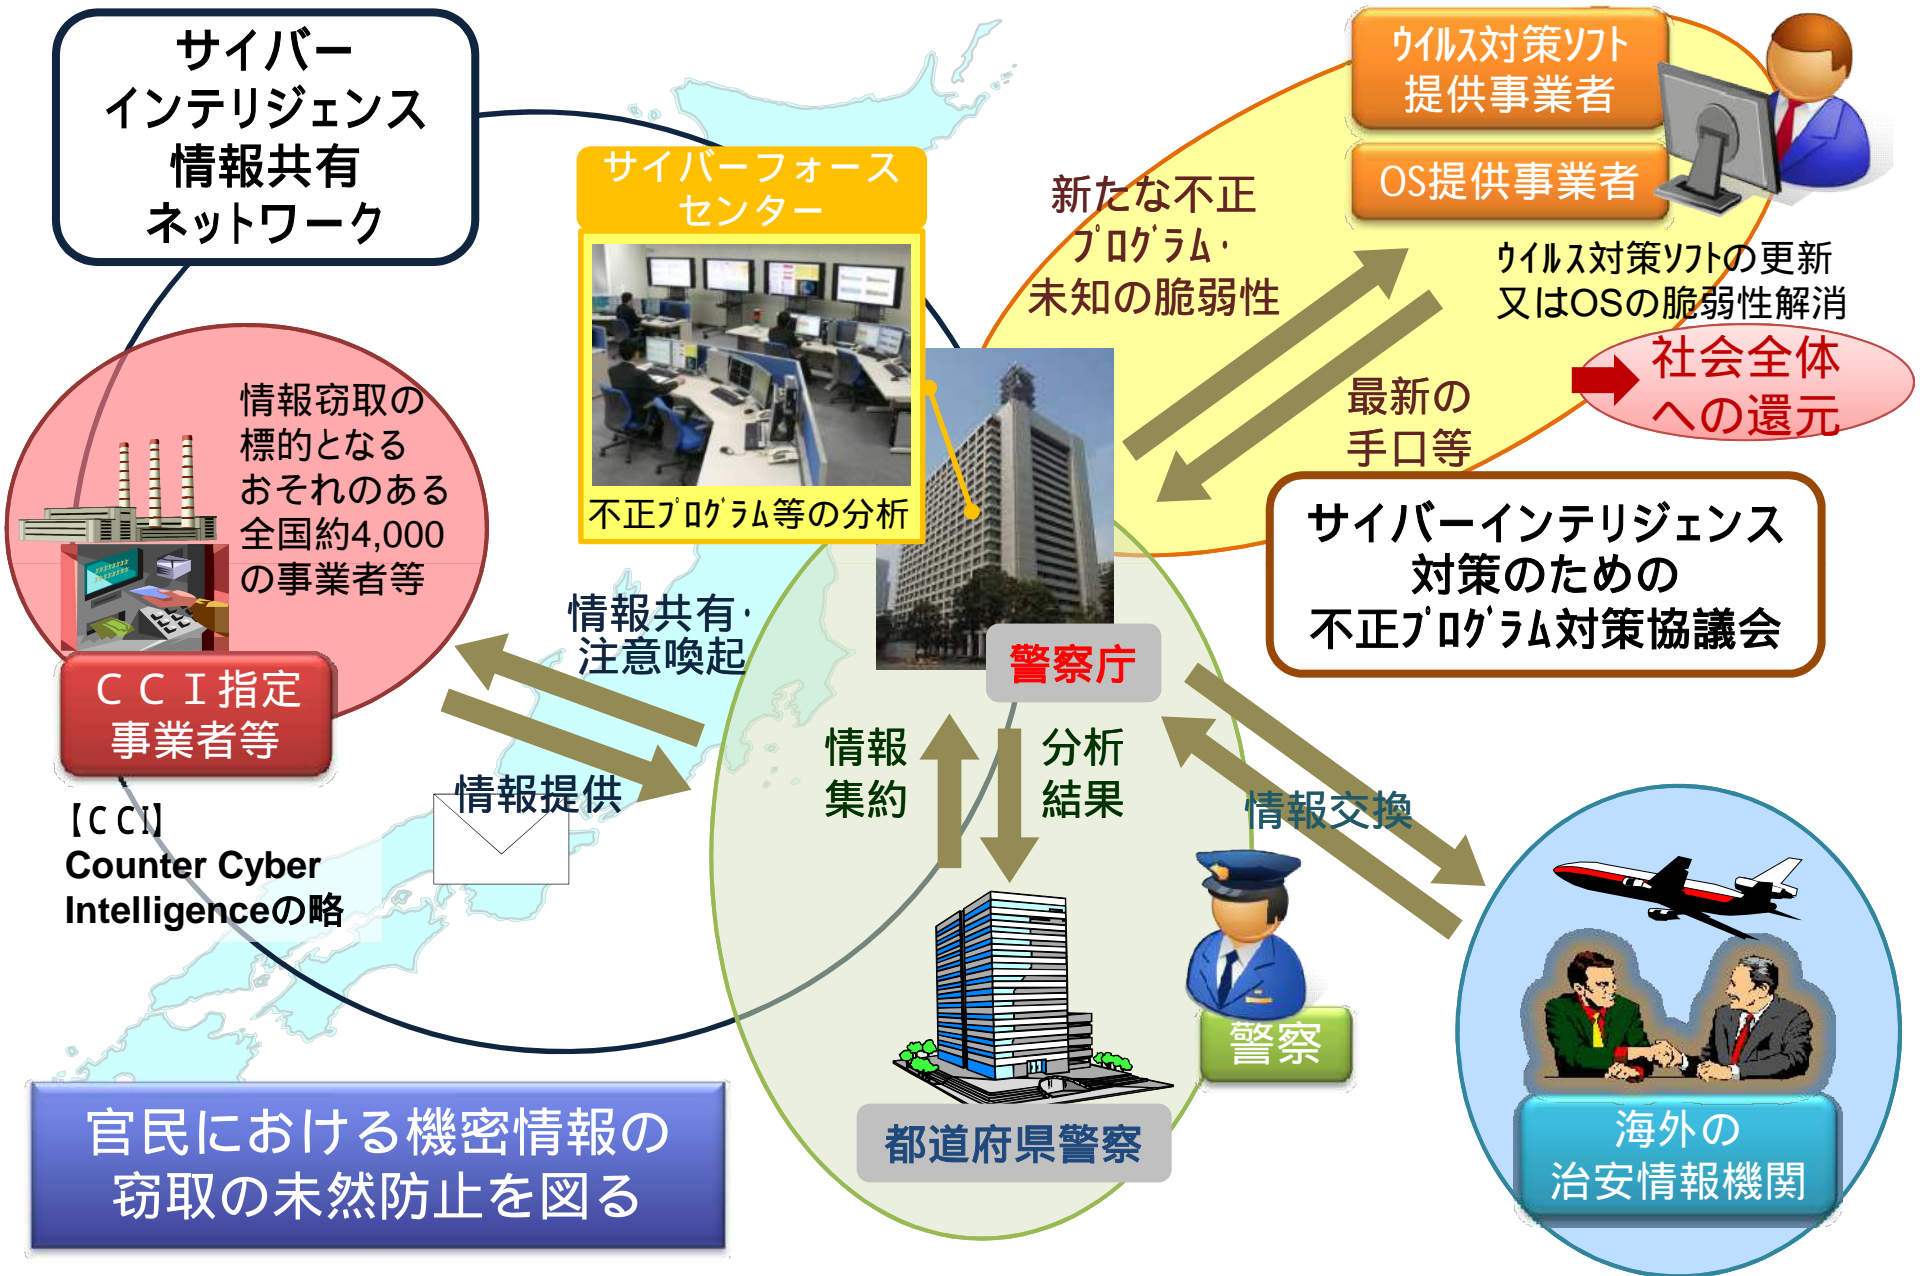 サイバー
インテリジェンス
情報共有
ネットワーク
サイバーフォース
センター
不正ﾌﾟﾛｸﾞﾗﾑ等の分析
ｳｲﾙｽ対策ｿﾌﾄ
提供事業者
OS提供事業者
新たな不正
ﾌﾟﾛｸﾞﾗﾑ・
未知の脆弱性
ｳｲﾙｽ対策ｿﾌﾄの更新
又はOSの脆弱性解消
社会全体
への還元
最新の
手口等
サイバーインテリジェンス
対策のための
不正ﾌﾟﾛｸﾞﾗﾑ対策協議会
情報窃取の
標的となる
おそれのある
全国約4,000
の事業者等
ＣＣＩ指定
事業者等
【ＣＣＩ】
Counter Cyber
Intelligenceの略
情報共有・
注意喚起
情報提供
警察庁
情報
集約
分析
結果
情報交換
警察
都道府県警察
海外の
治安情報機関
官民における機密情報の
窃取の未然防止を図る